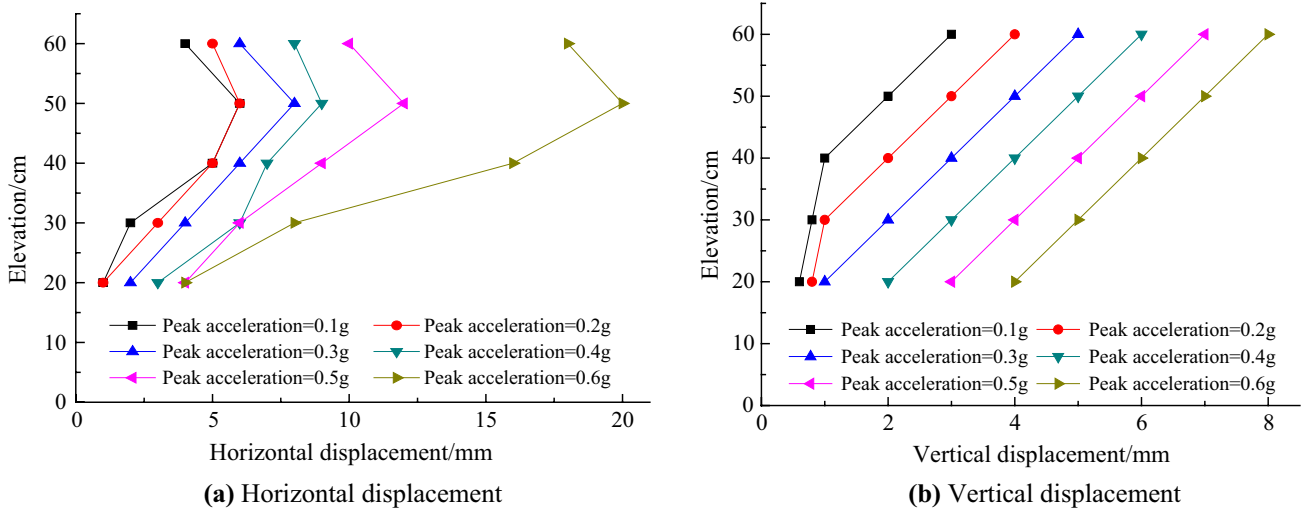 Elevation/cm
60
50
40
30
20
10
0
Peak acceleration=0.1g Peak acceleration=0.2g
Peak acceleration=0.3g Peak acceleration=0.4g
Peak acceleration=0.5g Peak acceleration=0.6g
5 10 15 20
Horizontal displacement/mm
(a) Horizontal displacement
Elevation/cm
60
50
40
30
20
10
0
Peak acceleration=0.1g Peak acceleration=0.2g
Peak acceleration=0.3g Peak acceleration=0.4g
Peak acceleration=0.5g Peak acceleration=0.6g
0 2 4 6 8
Vertical displacement/mm
(b) Vertical displacement